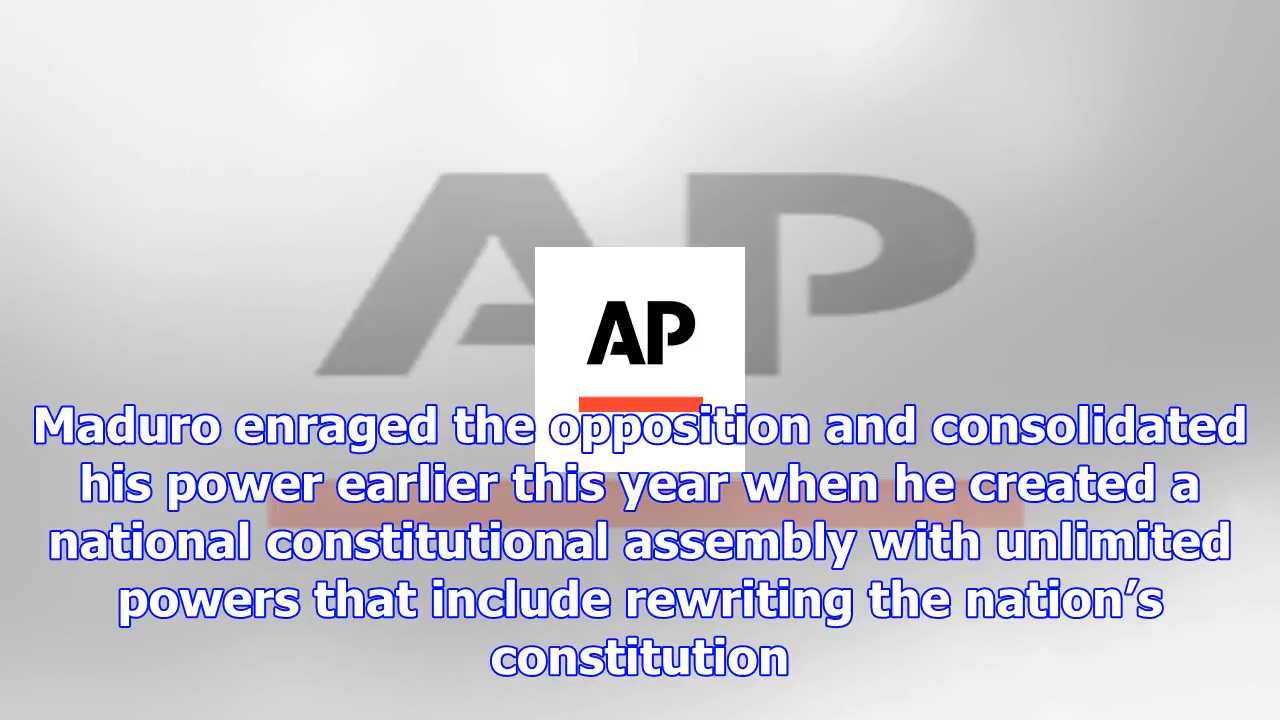 AP
AP
Maduro enraged the opposition and consolidated
his power earlier this year when he created a
national constitutional assembly with unlimited
powers that include rewriting the nation’s
constitution